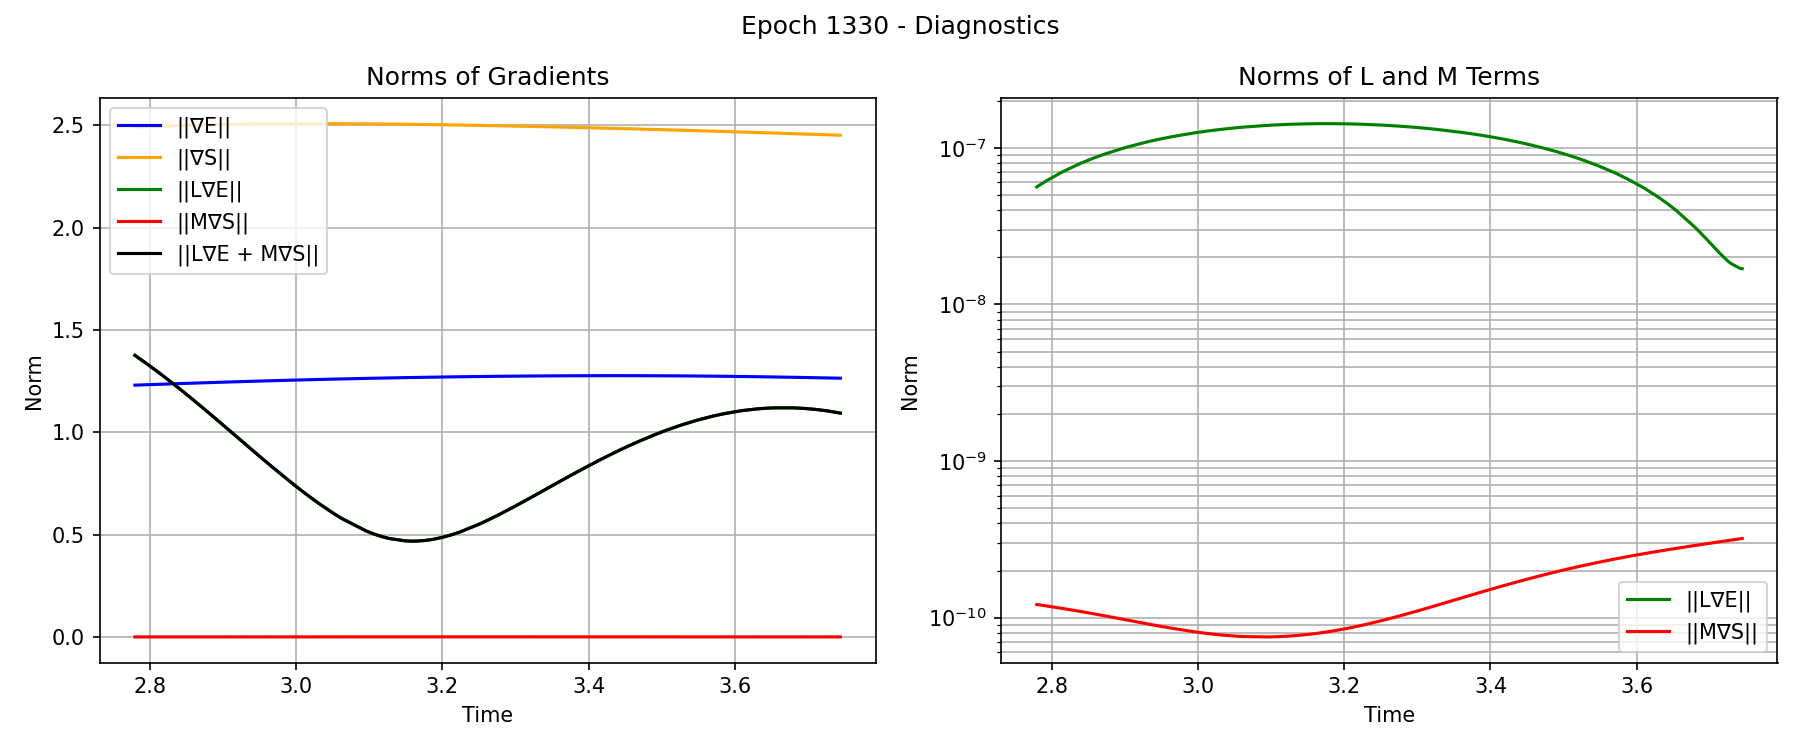 Epoch 1330 - Diagnostics
Norms of Gradients
2.5
2.0
1.5
1.0
0.5
0.0
Norm
||∇E||
||∇S||
||L∇E||
||M∇S||
||L∇E + M∇S||
2.8 3.0 3.2 3.4 3.6
Time
Norms of L and M Terms
10⁻⁷
10⁻⁸
10⁻⁹
10⁻¹⁰
Norm
||L∇E||
||M∇S||
2.8 3.0 3.2 3.4 3.6
Time